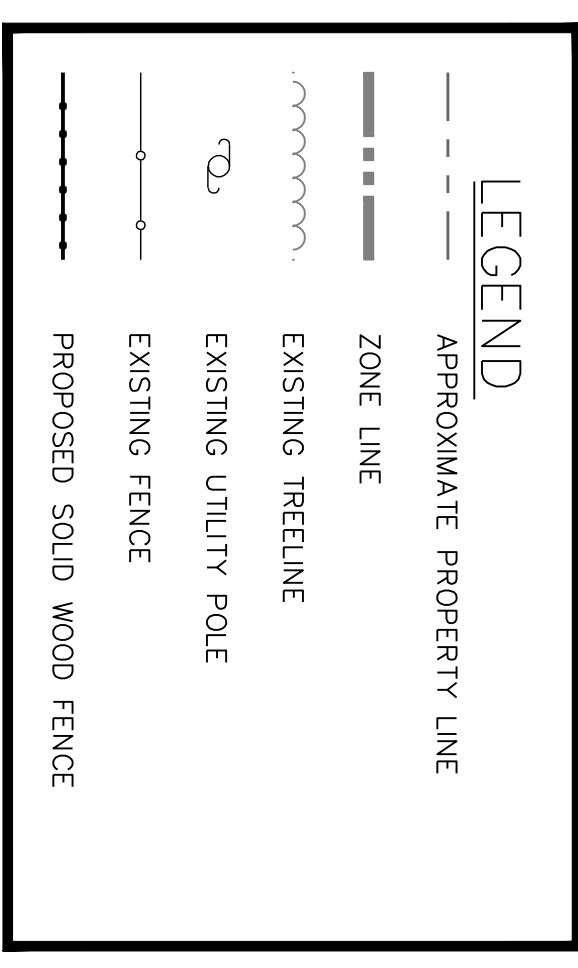 LEGEND
APPROXIMATE PROPERTY LINE
ZONE LINE
EXISTING TREELINE
EXISTING UTILITY POLE
EXISTING FENCE
PROPOSED SOLID WOOD FENCE